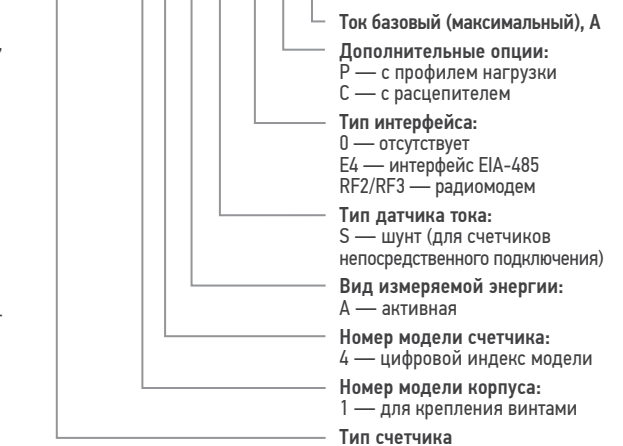 Ток базовый (максимальный), А
Дополнительные опции:
P — с профилем нагрузки
C — с расцепителем
Тип интерфейса:
0 — отсутствует
E4 — интерфейс EIA-485
RF2/RF3 — радиомодем
Тип датчика тока:
S — шунт (для счетчиков
непосредственного подключения)
Вид измеряемой энергии:
А — активная
Номер модели счетчика:
4 — цифровой индекс модели
Номер модели корпуса:
1 — для крепления винтами
Тип счетчика